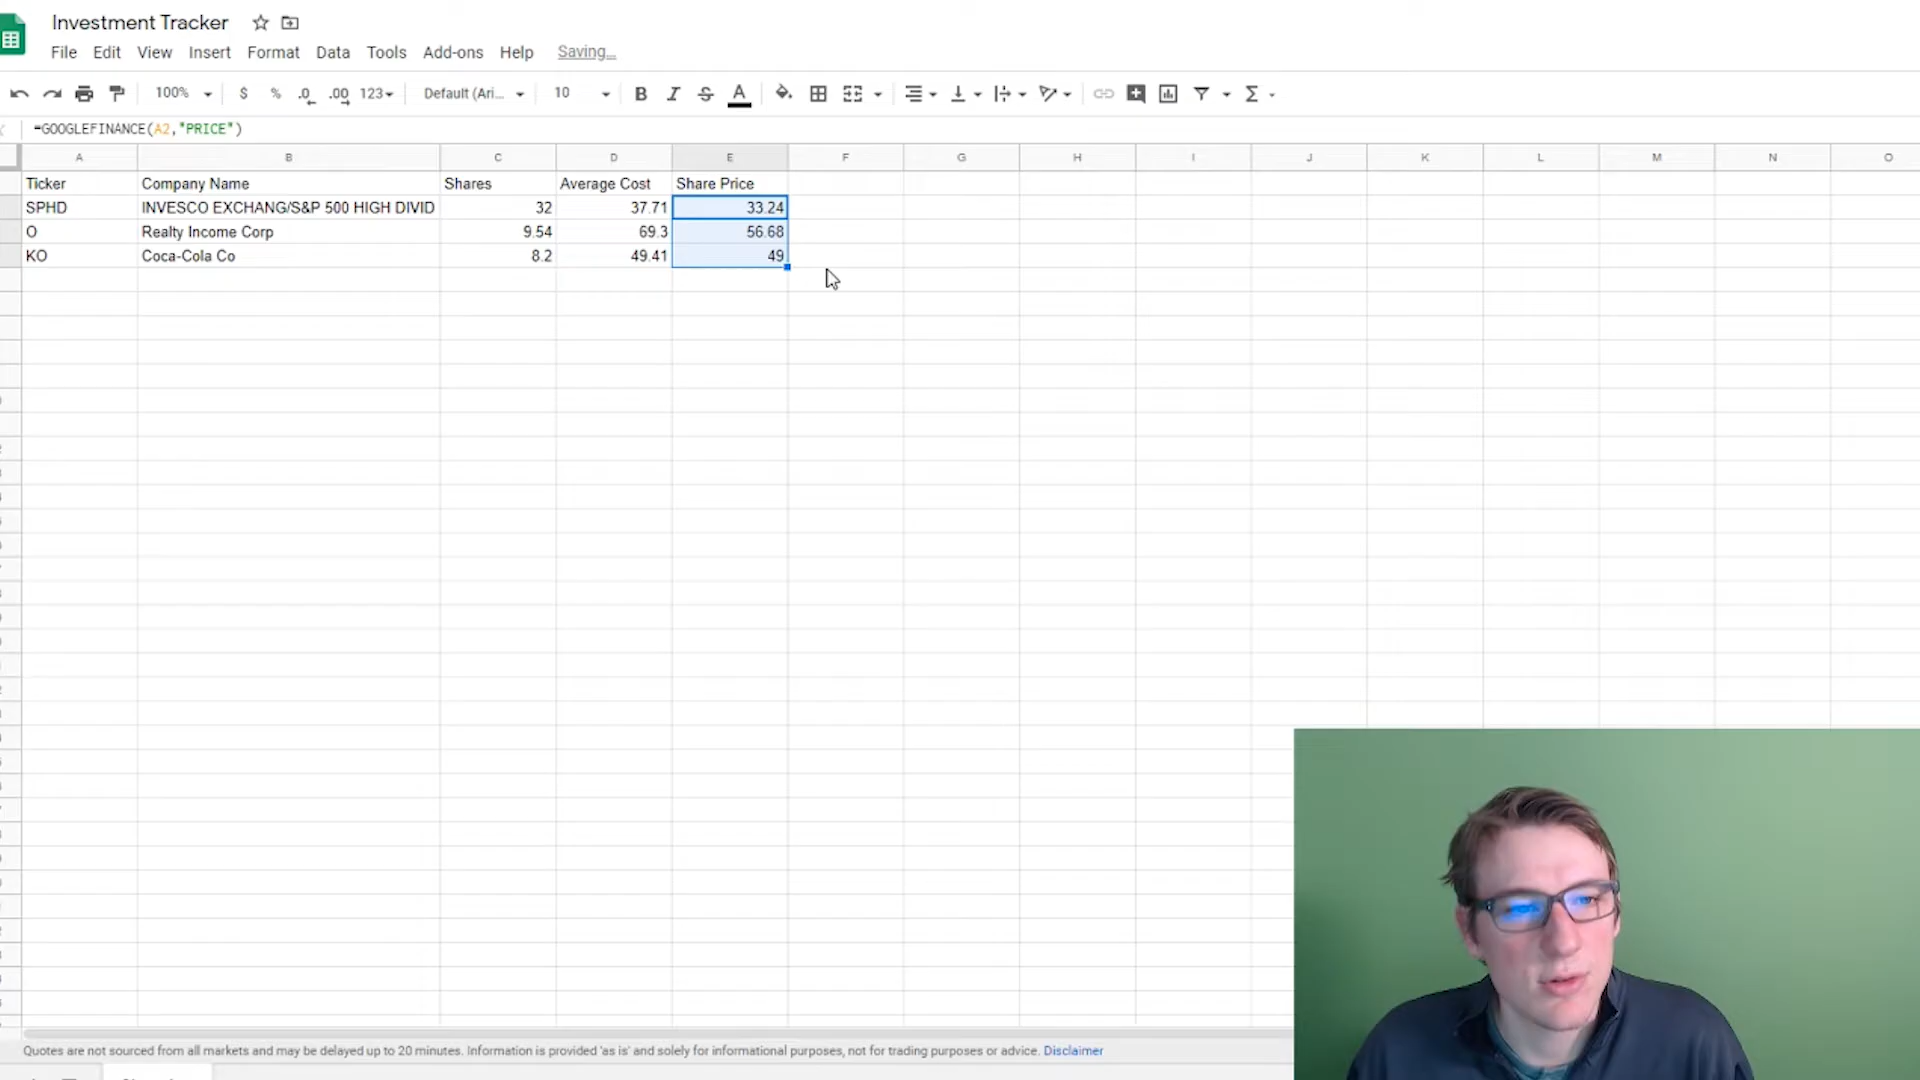 Investment Tracker
File Edit View Insert Format Data Tools Add-ons Help Saving...
100% $ % .0 .00 123 Default (Ari... 10 B I S A Σ
=GOOGLEFINANCE(A2,"PRICE")
A B C D E F G H I J K L M N O
Ticker Company Name Shares Average Cost Share Price
SPHD INVESCO EXCHANG/S&P 500 HIGH DIVID 32 37.71 33.24
O Realty Income Corp 9.54 69.3 56.68
KO Coca-Cola Co 8.2 49.41 49
Quotes are not sourced from all markets and may be delayed up to 20 minutes. Information is provided 'as is' and solely for informational purposes, not for trading purposes or advice. Disclaimer